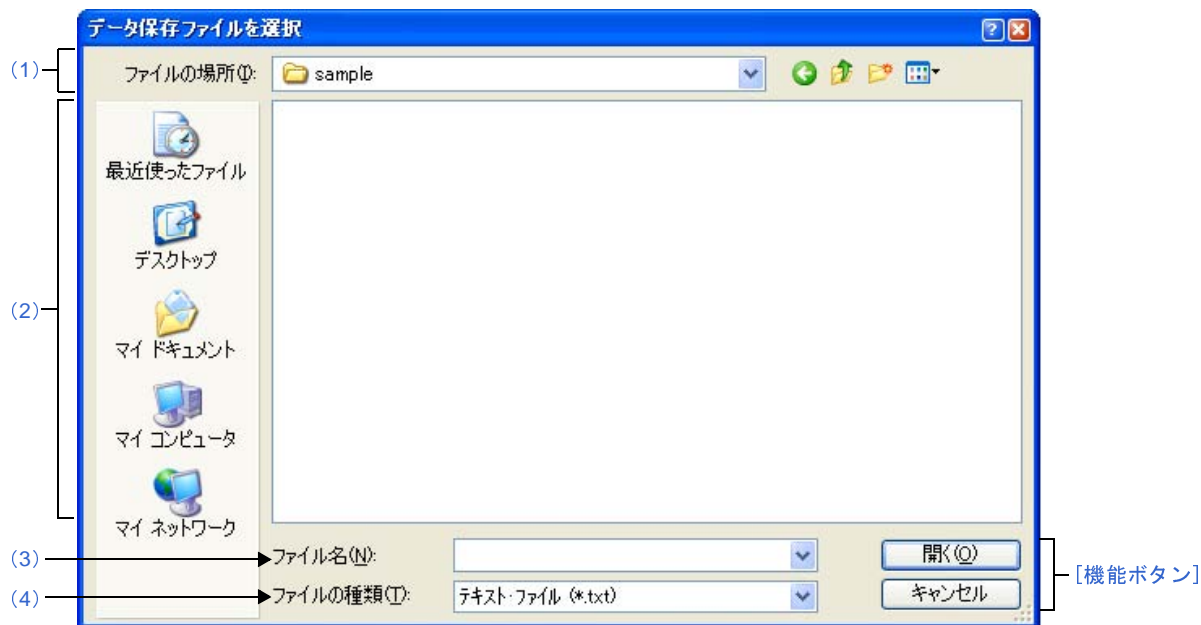 データ保存ファイルを選択
(1)
ファイルの場所(I):
sample
(2)
最近使ったファイル
デスクトップ
マイ ドキュメント
マイ コンピュータ
マイ ネットワーク
(3)
ファイル名(N):
開く(O)
[機能ボタン]
(4)
ファイルの種類(T):
テキスト・ファイル (*.txt)
キャンセル